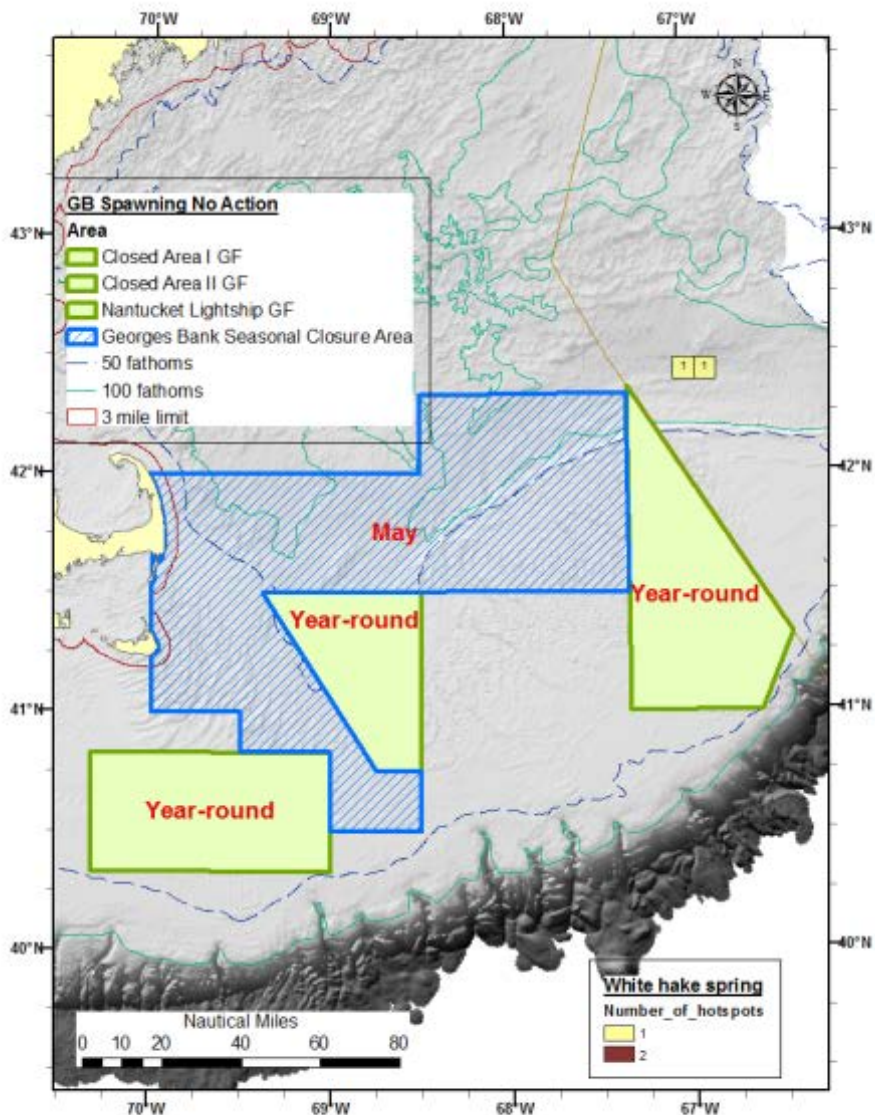 70°W 69°W 68°W 67°W
N
W E
S
GB Spawning No Action
Area
43°N 43°N
Closed Area I GF
Closed Area II GF
Nantucket Lightship GF
Georges Bank Seasonal Closure Area
50 fathoms
100 fathoms
3 mile limit
1 1
42°N 42°N
May
Year-round
Year-round
1
41°N 41°N
Year-round
40°N 40°N
White hake spring
Number_of_hotspots
1
2
Nautical Miles
0 10 20 40 60 80
70°W 69°W 68°W 67°W